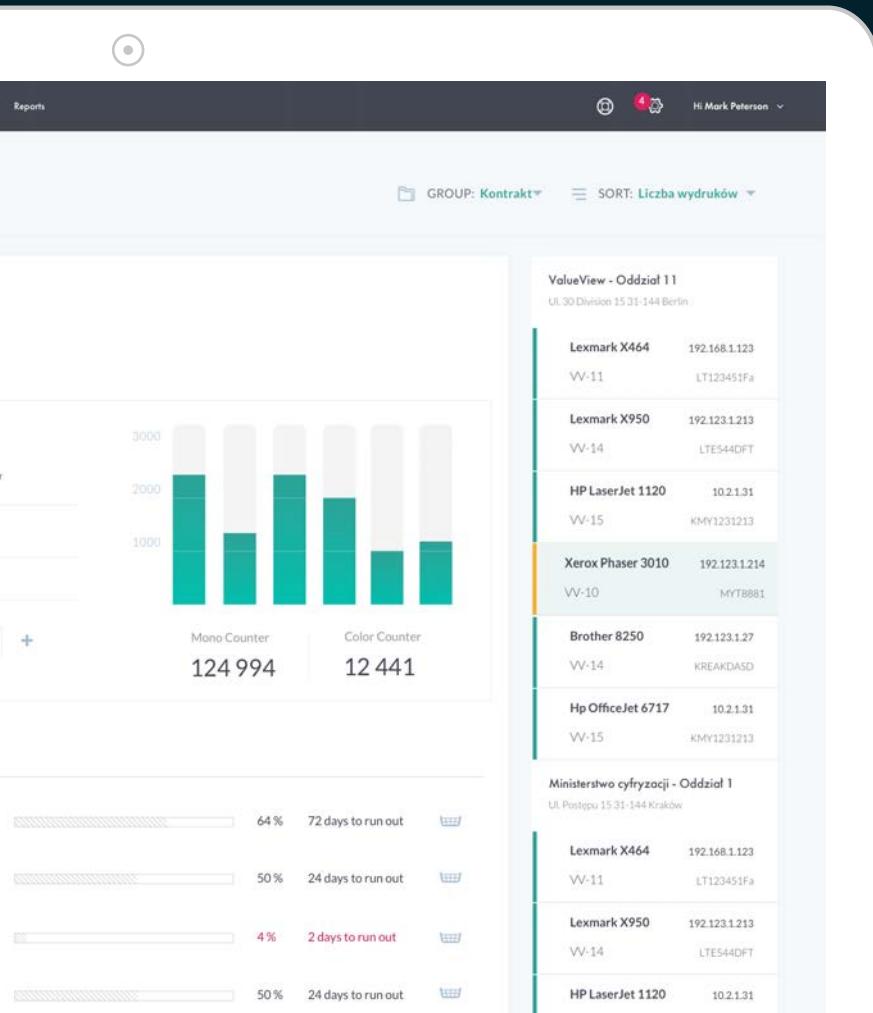 Reports
4
Hi Mark Peterson
GROUP: Kontrakt
SORT: Liczba wydruków
3000
2000
1000
Mono Counter
124 994
Color Counter
12 441
64 % 72 days to run out
50 % 24 days to run out
4 % 2 days to run out
50 % 24 days to run out
ValueView - Oddział 11
Ul. 30 Division 15 31-144 Berlin
Lexmark X464 192.168.1.123
VV-11 LT123451Fa
Lexmark X950 192.123.1.213
VV-14 LTE544DFT
HP LaserJet 1120 10.2.1.31
VV-15 KMY1231213
Xerox Phaser 3010 192.123.1.214
VV-10 MYT8881
Brother 8250 192.123.1.27
VV-14 KREAKDASD
Hp OfficeJet 6717 10.2.1.31
VV-15 KMY1231213
Ministerstwo cyfryzacji - Oddział 1
Ul. Postępu 15 31-144 Kraków
Lexmark X464 192.168.1.123
VV-11 LT123451Fa
Lexmark X950 192.123.1.213
VV-14 LTE544DFT
HP LaserJet 1120 10.2.1.31